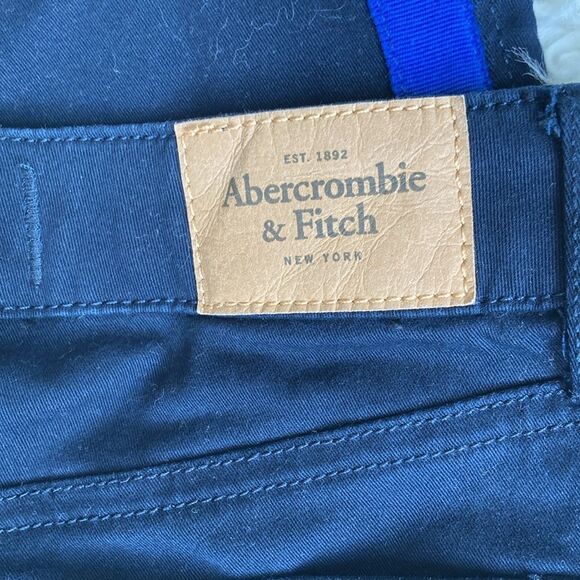 EST. 1892
Abercrombie
& Fitch
NEW YORK